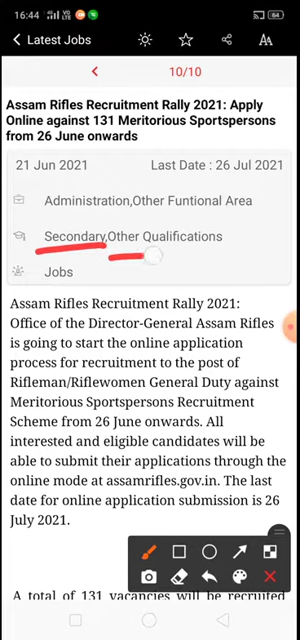 16:44
64
Latest Jobs
AA
10/10
Assam Rifles Recruitment Rally 2021: Apply
Online against 131 Meritorious Sportspersons
from 26 June onwards
21 Jun 2021 Last Date : 26 Jul 2021
Administration,Other Funtional Area
Secondary,Other Qualifications
Jobs
Assam Rifles Recruitment Rally 2021:
Office of the Director-General Assam Rifles
is going to start the online application
process for recruitment to the post of
Rifleman/Riflewomen General Duty against
Meritorious Sportspersons Recruitment
Scheme from 26 June onwards. All
interested and eligible candidates will be
able to submit their applications through the
online mode at assamrifles.gov.in. The last
date for online application submission is 26
July 2021.
A total of 131 vacancies will be recruited